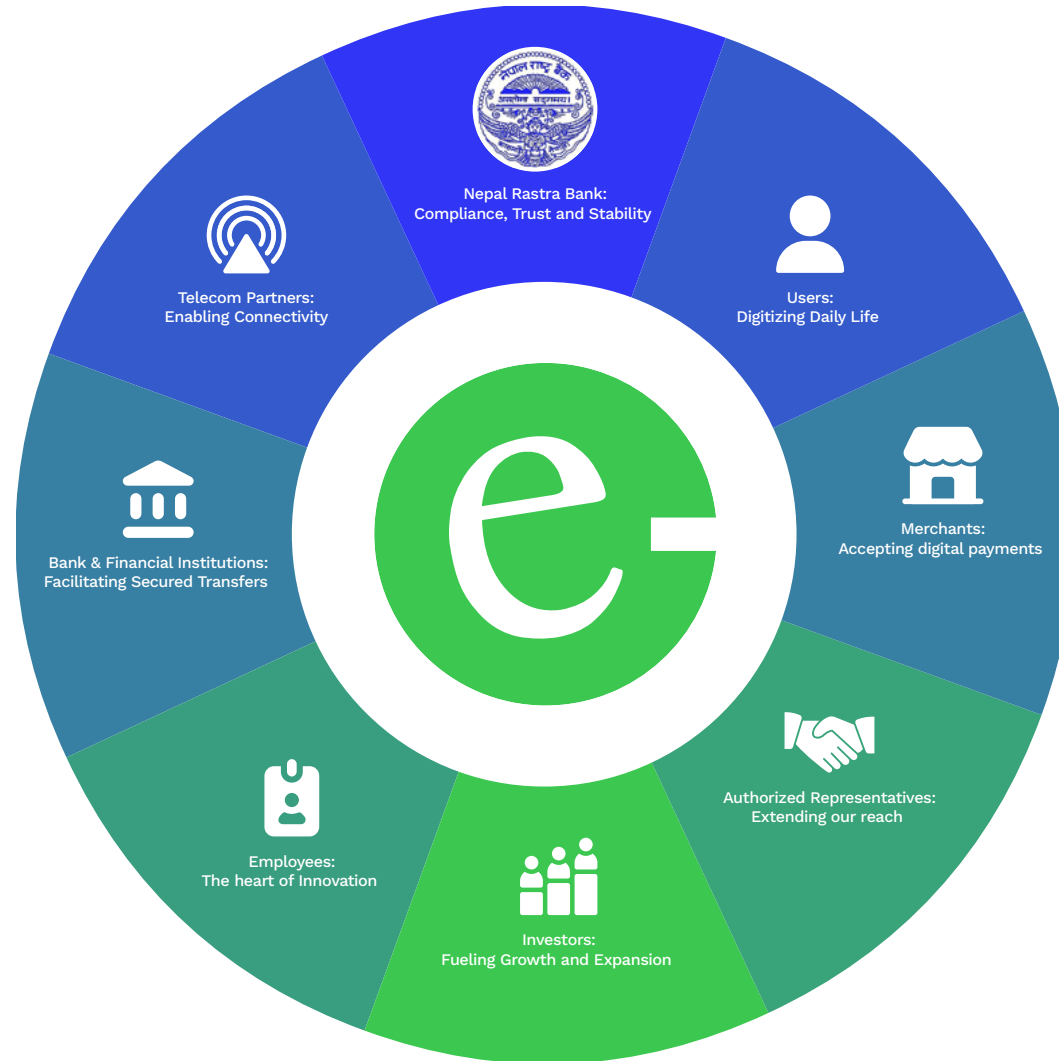 नेपाल राष्ट्र बैंक
Nepal Rastra Bank:
Compliance, Trust and Stability
Users:
Digitizing Daily Life
Merchants:
Accepting digital payments
Authorized Representatives:
Extending our reach
Investors:
Fueling Growth and Expansion
Employees:
The heart of Innovation
Bank & Financial Institutions:
Facilitating Secured Transfers
Telecom Partners:
Enabling Connectivity
e